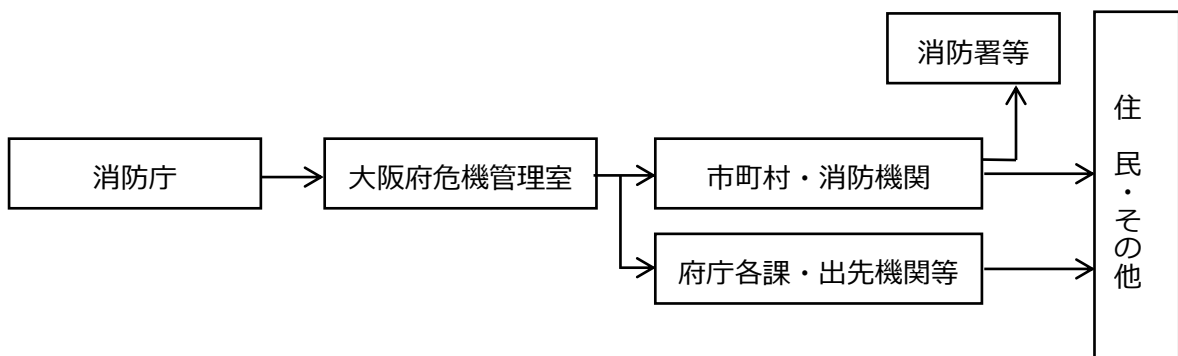 消防署等
消防庁
大阪府危機管理室
市町村・消防機関
府庁各課・出先機関等
住民・その他